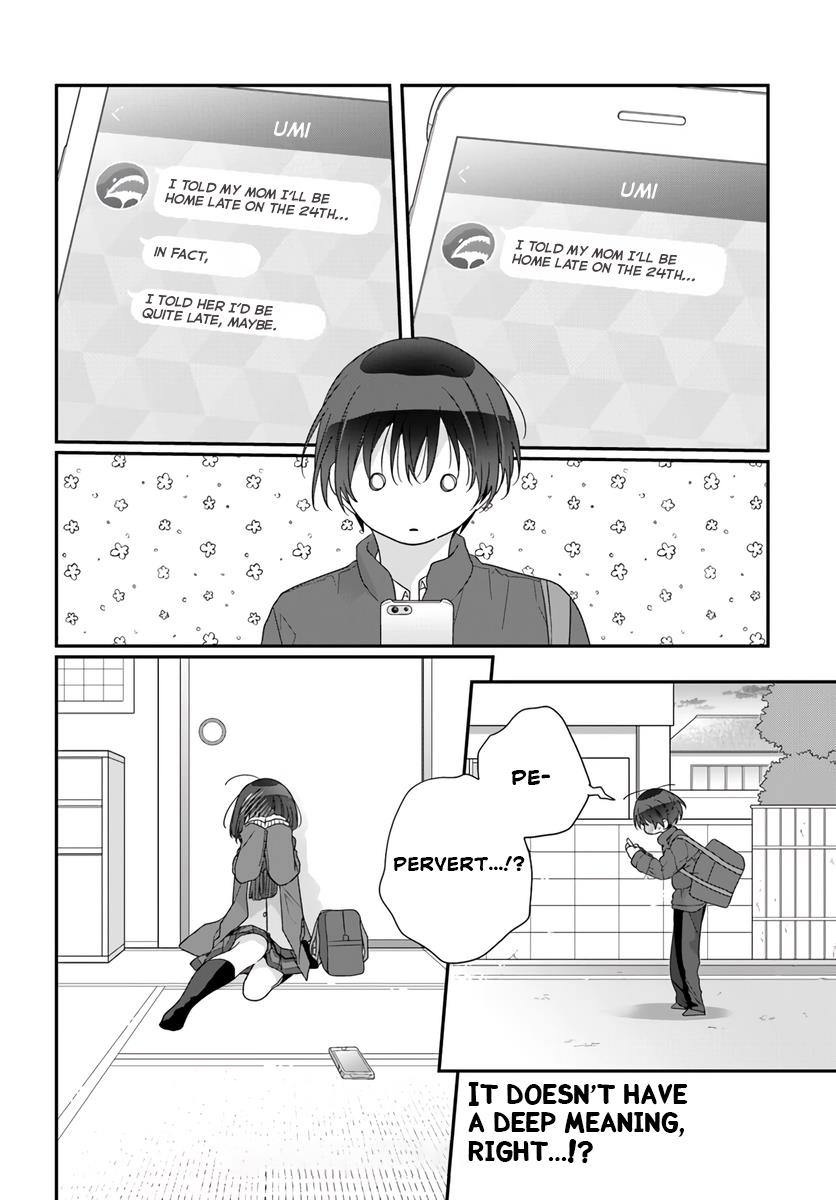 UMI
I TOLD MY MOM I'LL BE
HOME LATE ON THE 24TH...
UMI
I TOLD MY MOM I'LL BE
HOME LATE ON THE 24TH...
IN FACT,
I TOLD HER I'D BE
QUITE LATE, MAYBE.
PE-
PERVERT...!?
IT DOESN'T HAVE
A DEEP MEANING,
RIGHT...!?